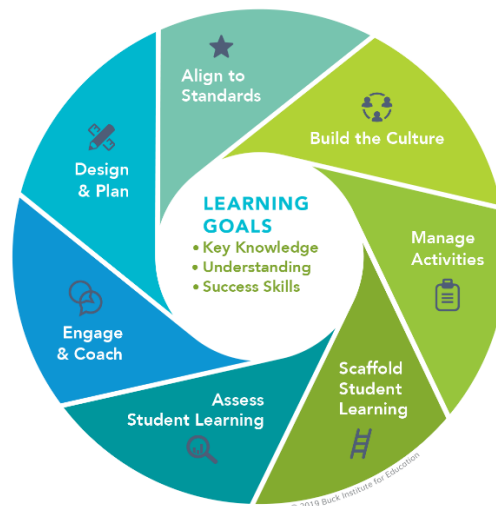 Align to
Standards
Build the Culture
Design
& Plan
LEARNING
GOALS
• Key Knowledge
• Understanding
• Success Skills
Manage
Activities
Engage
& Coach
Scaffold
Student
Learning
Assess
Student Learning
2019 Buck Institute for Education